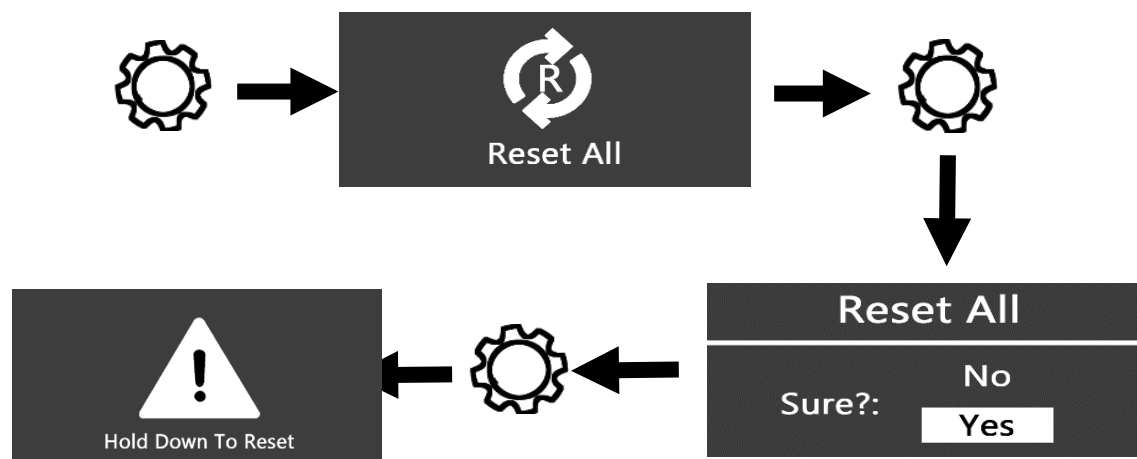 R
Reset All
Reset All
Sure?:
No
Yes
!
Hold Down To Reset